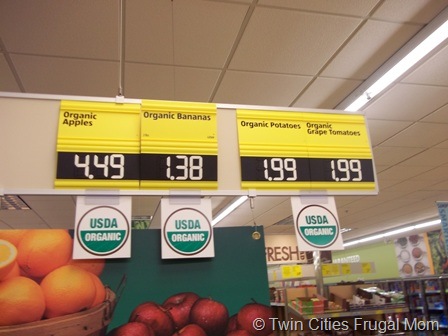 Organic
Apples
4.49
Organic Bananas
1.38
Organic Potatoes
1.99
Organic
Grape Tomatoes
1.99
USDA
ORGANIC
USDA
ORGANIC
USDA
ORGANIC
FRESH
© Twin Cities Frugal Mom